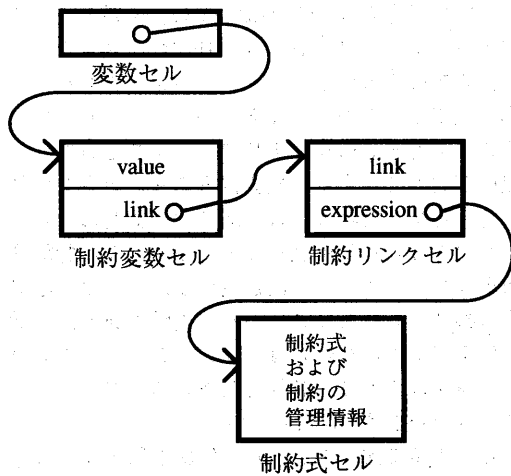 変数セル
value
link
制約変数セル
link
expression
制約リンクセル
制約式
および
制約の
管理情報
制約式セル